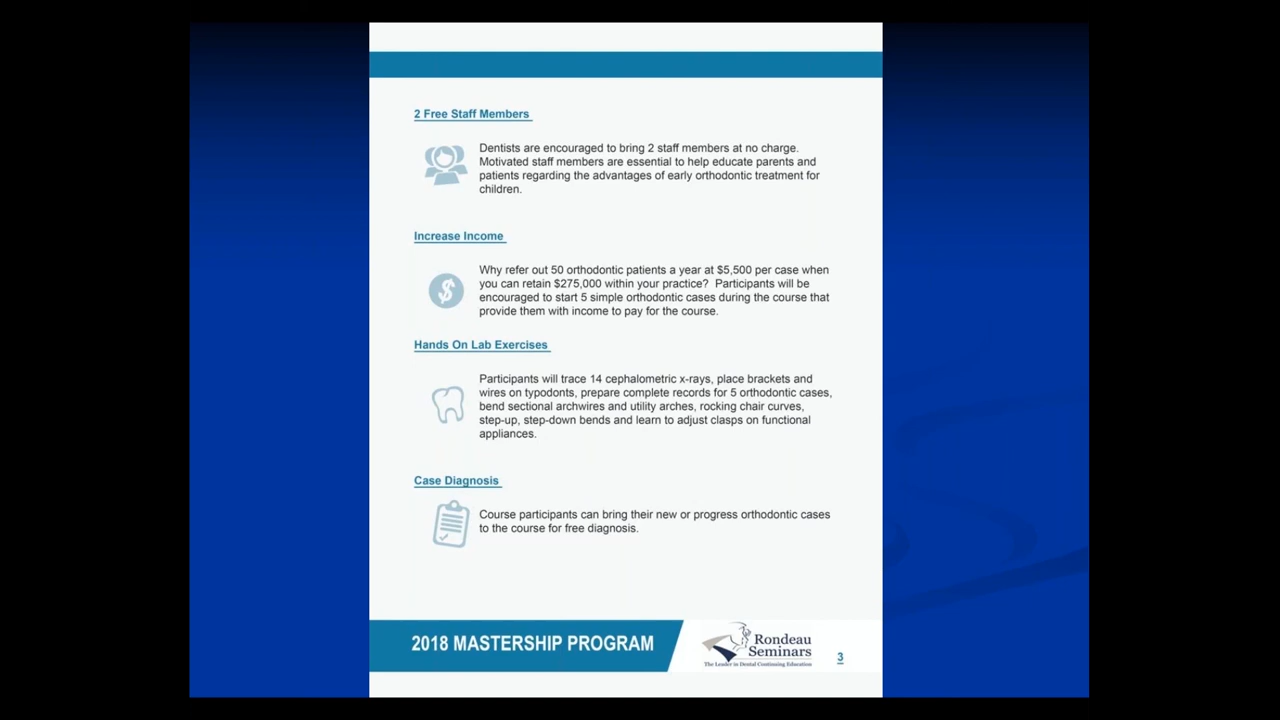 2 Free Staff Members
Dentists are encouraged to bring 2 staff members at no charge.
Motivated staff members are essential to help educate parents and
patients regarding the advantages of early orthodontic treatment for
children.
Increase Income
$
Why refer out 50 orthodontic patients a year at $5,500 per case when
you can retain $275,000 within your practice? Participants will be
encouraged to start 5 simple orthodontic cases during the course that
provide them with income to pay for the course.
Hands On Lab Exercises
Participants will trace 14 cephalometric x-rays, place brackets and
wires on typodonts, prepare complete records for 5 orthodontic cases,
bend sectional archwires and utility arches, rocking chair curves,
step-up, step-down bends and learn to adjust clasps on functional
appliances.
Case Diagnosis
Course participants can bring their new or progress orthodontic cases
to the course for free diagnosis.
2018 MASTERSHIP PROGRAM
Rondeau
Seminars
The Leader in Dental Continuing Education
3